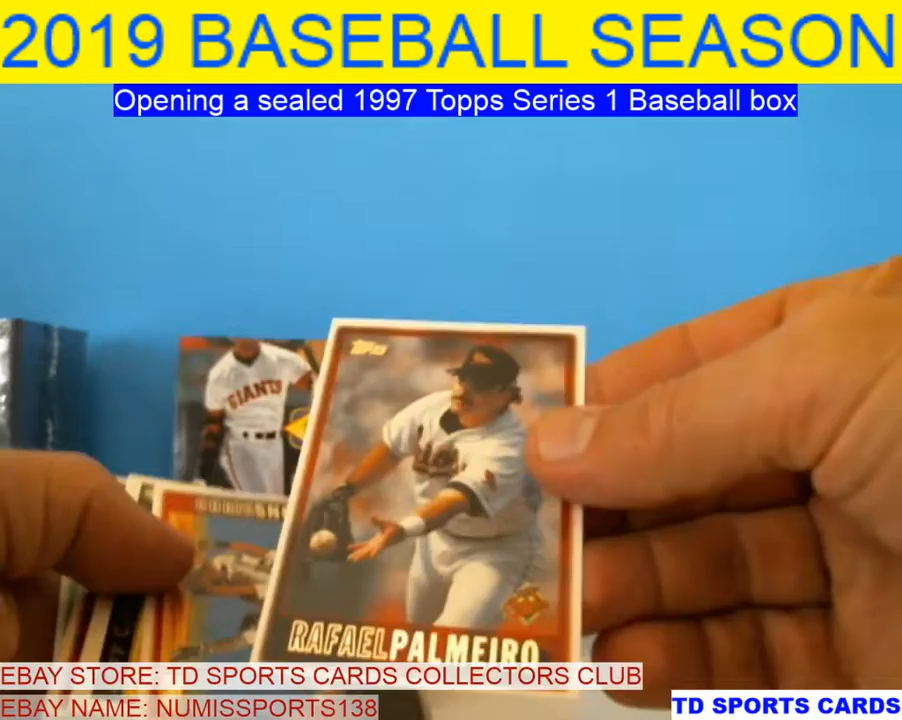 2019 BASEBALL SEASON
Opening a sealed 1997 Topps Series 1 Baseball box
GIANTS
Topps
RAFAEL PALMEIRO
EBAY STORE: TD SPORTS CARDS COLLECTORS CLUB
EBAY NAME: NUMISSPORTS138
TD SPORTS CARDS